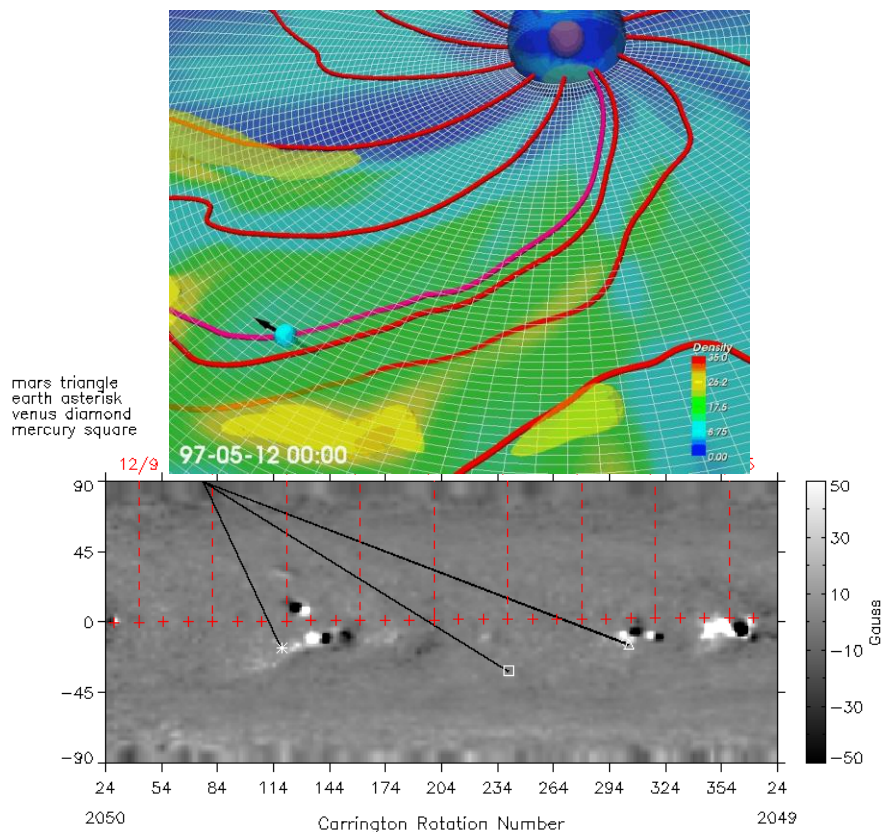 Density
35.0
26.2
17.5
8.75
0.00
mars triangle
earth asterisk
venus diamond
mercury square
97-05-12 00:00
12/9
5
90
45
0
-45
-90
24 54 84 114 144 174 204 234 264 294 324 354 24
2050 2049
Carrington Rotation Number
50
30
10
-10
-30
-50
Gauss